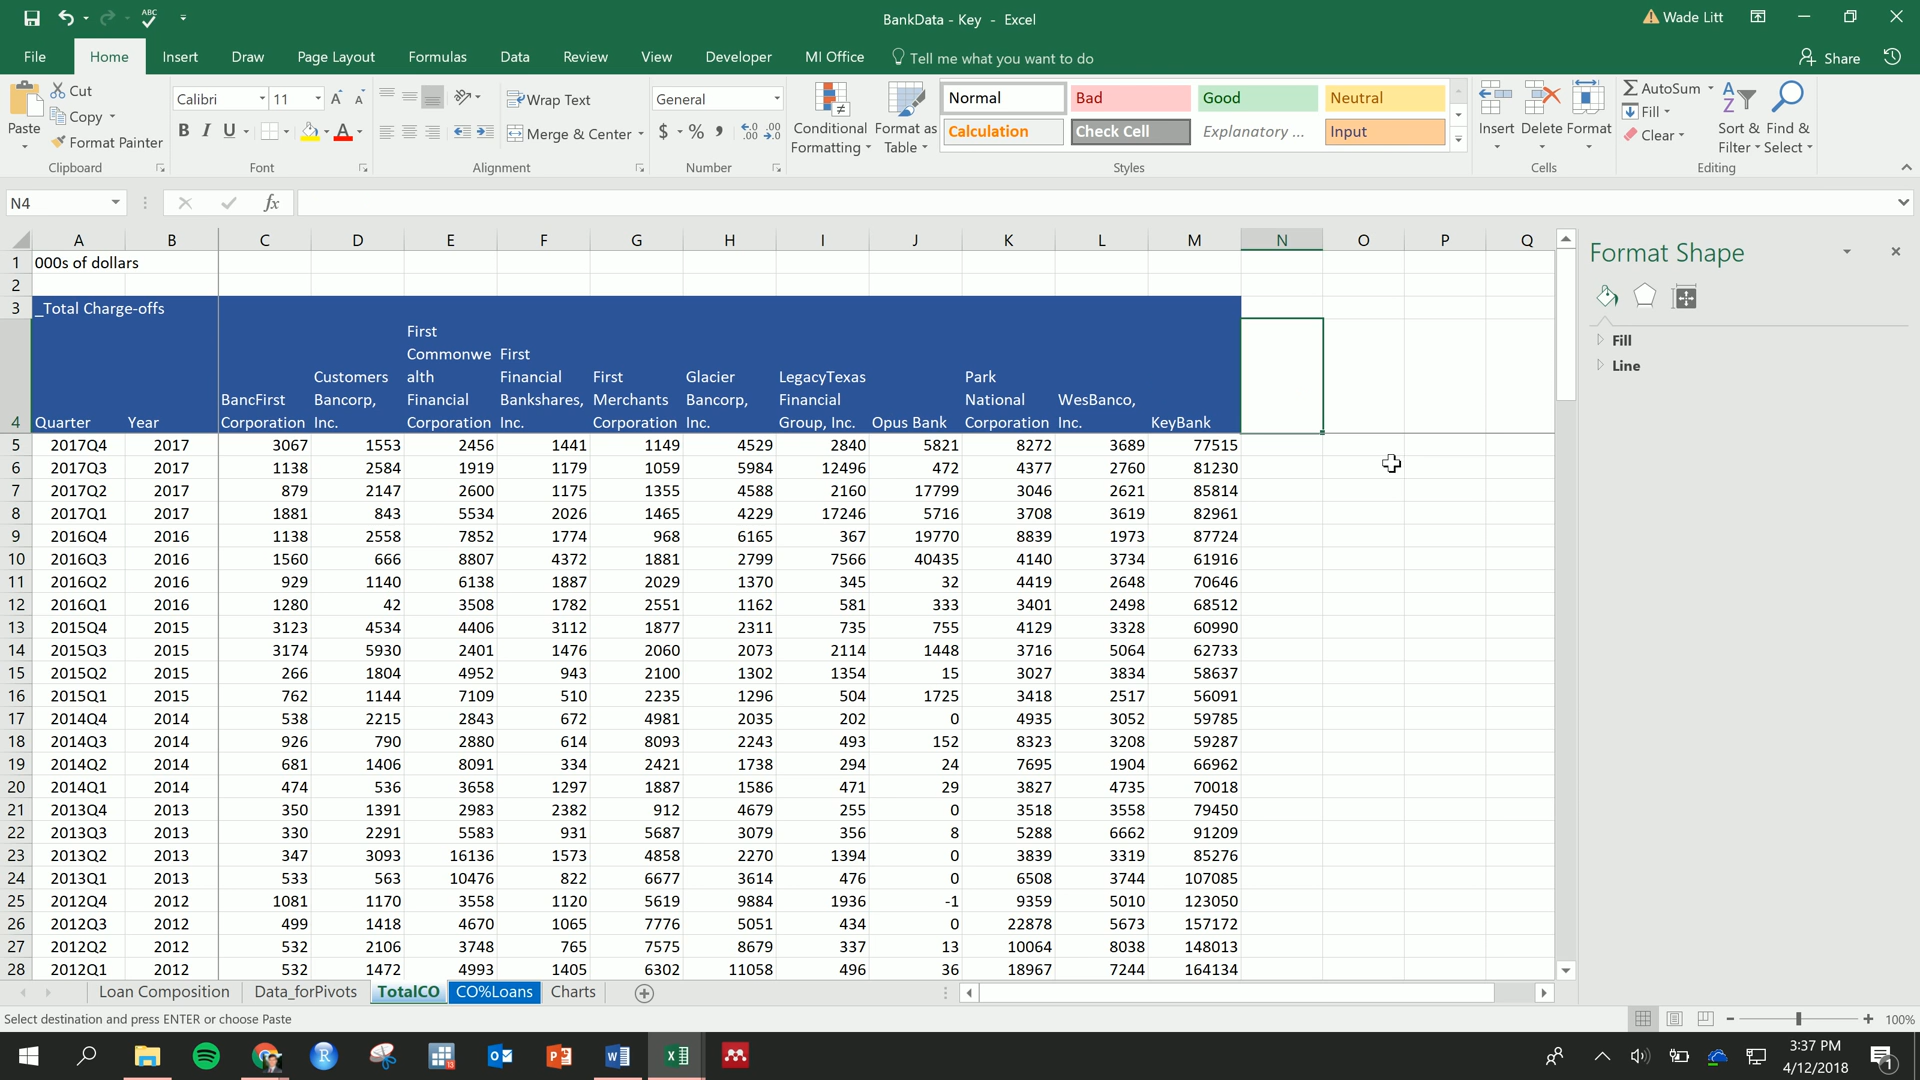 BankData - Key - Excel
Wade Litt
File Home Insert Draw Page Layout Formulas Data Review View Developer MI Office Tell me what you want to do Share
Paste
Cut
Copy
Format Painter
Clipboard
Calibri 11
B I U
Font
Wrap Text
Merge & Center
Alignment
General
$ %
Number
Conditional Formatting
Format as Table
Normal Bad Good Neutral
Calculation Check Cell Explanatory ... Input
Styles
Insert Delete Format
Cells
AutoSum
Fill
Clear
Sort & Filter
Find & Select
Editing
N4
fx
A B C D E F G H I J K L M N O P Q
1 000s of dollars
2
3 _Total Charge-offs
4 Quarter Year BancFirst Corporation Customers Bancorp, Inc. First Commonwealth Financial Corporation First Financial Bankshares, Inc. First Merchants Corporation Glacier Bancorp, Inc. LegacyTexas Financial Group, Inc. Opus Bank Park National Corporation WesBanco, Inc. KeyBank
5 2017Q4 2017 3067 1553 2456 1441 1149 4529 2840 5821 8272 3689 77515
6 2017Q3 2017 1138 2584 1919 1179 1059 5984 12496 472 4377 2760 81230
7 2017Q2 2017 879 2147 2600 1175 1355 4588 2160 17799 3046 2621 85814
8 2017Q1 2017 1881 843 5534 2026 1465 4229 17246 5716 3708 3619 82961
9 2016Q4 2016 1138 2558 7852 1774 968 6165 367 19770 8839 1973 87724
10 2016Q3 2016 1560 666 8807 4372 1881 2799 7566 40435 4140 3734 61916
11 2016Q2 2016 929 1140 6138 1887 2029 1370 345 32 4419 2648 70646
12 2016Q1 2016 1280 42 3508 1782 2551 1162 581 333 3401 2498 68512
13 2015Q4 2015 3123 4534 4406 3112 1877 2311 735 755 4129 3328 60990
14 2015Q3 2015 3174 5930 2401 1476 2060 2073 2114 1448 3716 5064 62733
15 2015Q2 2015 266 1804 4952 943 2100 1302 1354 15 3027 3834 58637
16 2015Q1 2015 762 1144 7109 510 2235 1296 504 1725 3418 2517 56091
17 2014Q4 2014 538 2215 2843 672 4981 2035 202 0 4935 3052 59785
18 2014Q3 2014 926 790 2880 614 8093 2243 493 152 8323 3208 59287
19 2014Q2 2014 681 1406 8091 334 2421 1738 294 24 7695 1904 66962
20 2014Q1 2014 474 536 3658 1297 1887 1586 471 29 3827 4735 70018
21 2013Q4 2013 350 1391 2983 2382 912 4679 255 0 3518 3558 79450
22 2013Q3 2013 330 2291 5583 931 5687 3079 356 8 5288 6662 91209
23 2013Q2 2013 347 3093 16136 1573 4858 2270 1394 0 3839 3319 85276
24 2013Q1 2013 533 563 10476 822 6677 3614 476 0 6508 3744 107085
25 2012Q4 2012 1081 1170 3558 1120 5619 9884 1936 -1 9359 5010 123050
26 2012Q3 2012 499 1418 4670 1065 7776 5051 434 0 22878 5673 157172
27 2012Q2 2012 532 2106 3748 765 7575 8679 337 13 10064 8038 148013
28 2012Q1 2012 532 1472 4993 1405 6302 11058 496 36 18967 7244 164134
Format Shape
Fill
Line
Loan Composition Data_forPivots TotalCO CO%Loans Charts
Select destination and press ENTER or choose Paste
100%
3:37 PM
4/12/2018